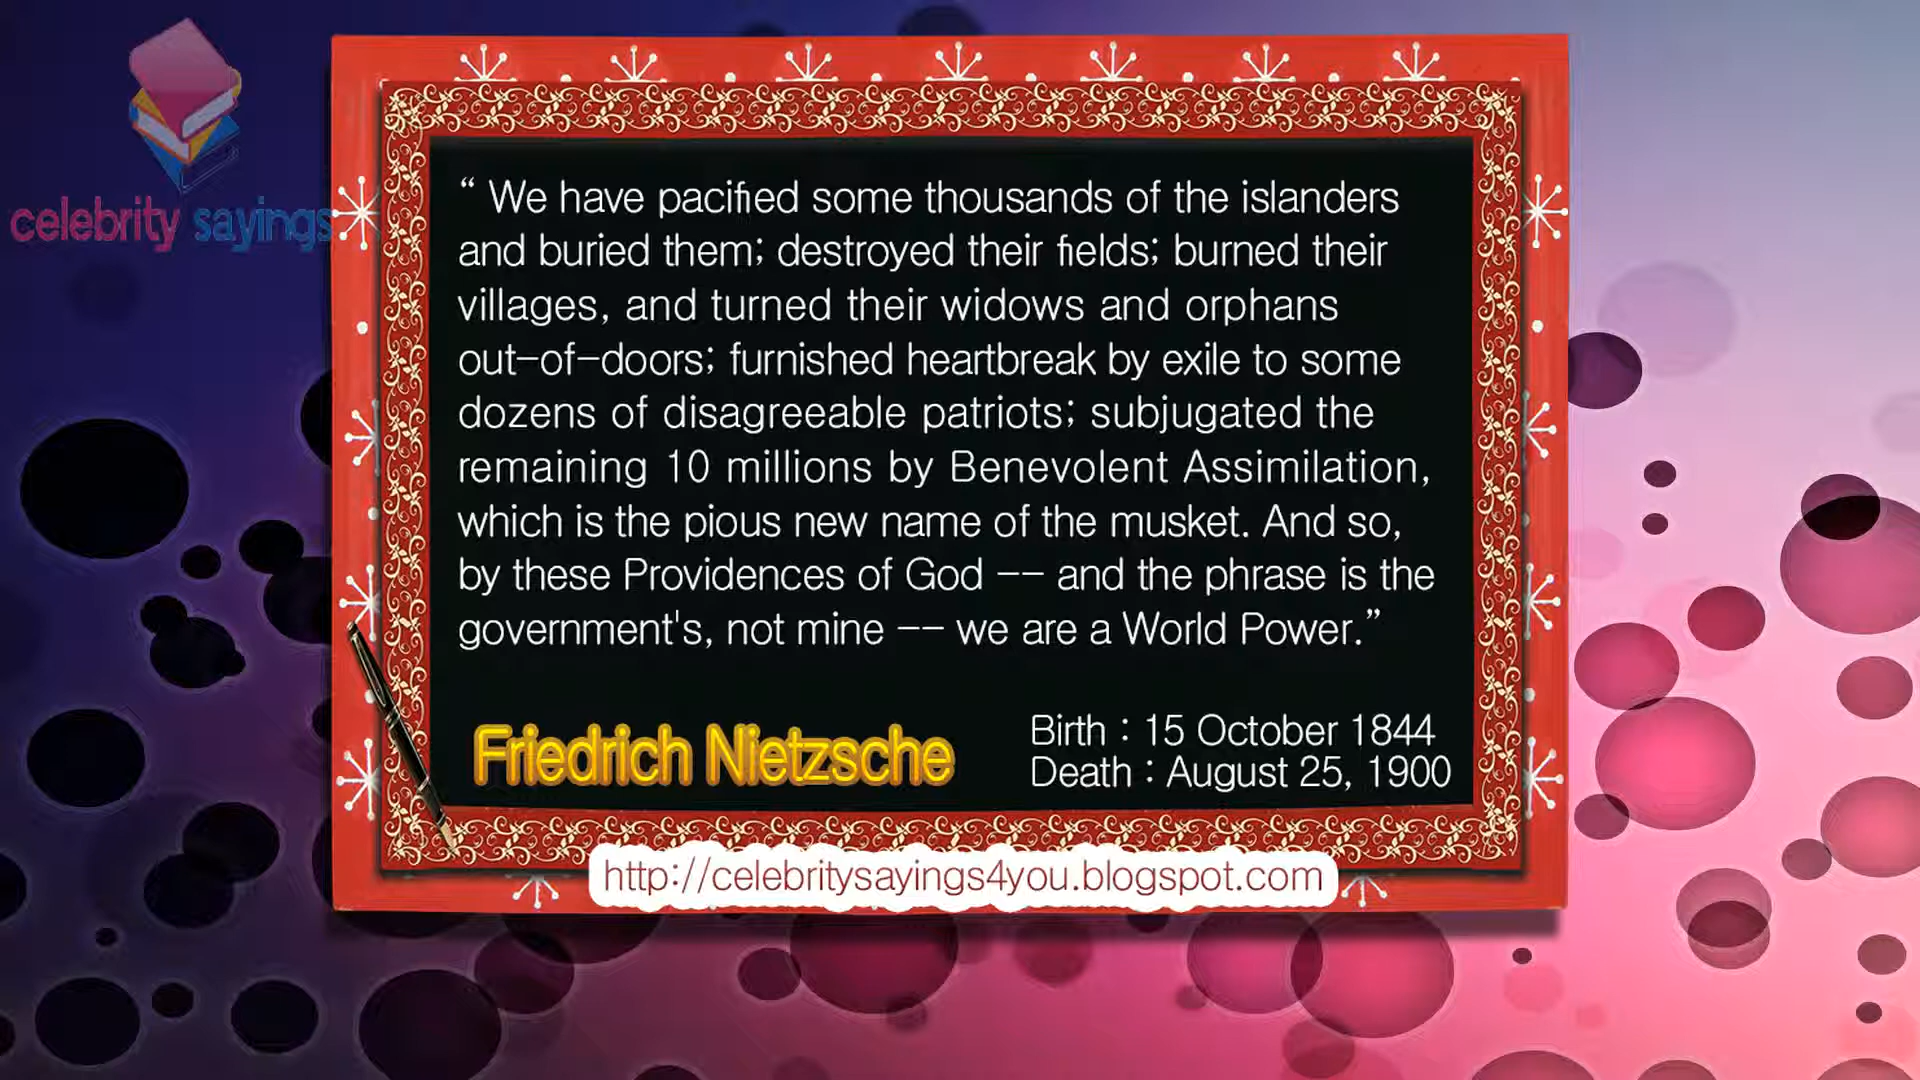 celebrity sayings
“ We have pacified some thousands of the islanders
and buried them; destroyed their fields; burned their
villages, and turned their widows and orphans
out-of-doors; furnished heartbreak by exile to some
dozens of disagreeable patriots; subjugated the
remaining 10 millions by Benevolent Assimilation,
which is the pious new name of the musket. And so,
by these Providences of God -- and the phrase is the
government's, not mine -- we are a World Power.”
Friedrich Nietzsche
Birth : 15 October 1844
Death : August 25, 1900
http://celebritysayings4you.blogspot.com